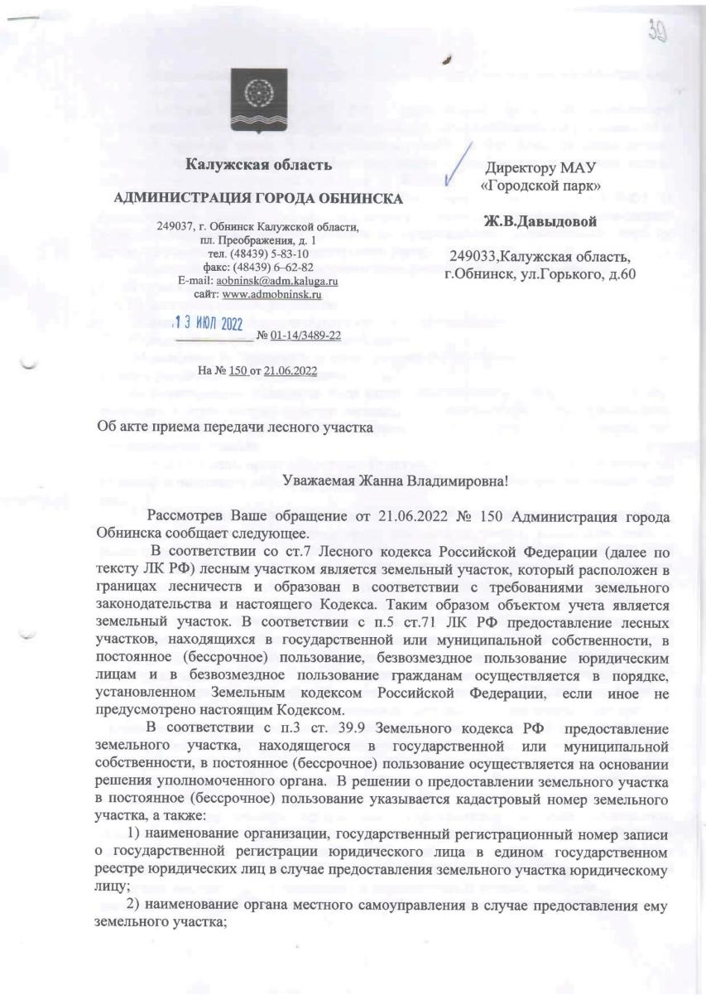 39
Калужская область
АДМИНИСТРАЦИЯ ГОРОДА ОБНИНСКА
249037, г. Обнинск Калужской области,
пл. Преображения, д. 1
тел. (48439) 5-83-10
факс: (48439) 6–62-82
E-mail: aobninsk@adm.kaluga.ru
сайт: www.admobninsk.ru
13 ИЮЛ 2022
№ 01-14/3489-22
На № 150 от 21.06.2022
Директору МАУ
«Городской парк»
Ж.В.Давыдовой
249033,Калужская область,
г.Обнинск, ул.Горького, д.60
Об акте приема передачи лесного участка
Уважаемая Жанна Владимировна!
Рассмотрев Ваше обращение от 21.06.2022 № 150 Администрация города
Обнинска сообщает следующее.
В соответствии со ст.7 Лесного кодекса Российской Федерации (далее по
тексту ЛК РФ) лесным участком является земельный участок, который расположен в
границах лесничеств и образован в соответствии с требованиями земельного
законодательства и настоящего Кодекса. Таким образом объектом учета является
земельный участок. В соответствии с п.5 ст.71 ЛК РФ предоставление лесных
участков, находящихся в государственной или муниципальной собственности, в
постоянное (бессрочное) пользование, безвозмездное пользование юридическим
лицам и в безвозмездное пользование гражданам осуществляется в порядке,
установленном Земельным кодексом Российской Федерации, если иное не
предусмотрено настоящим Кодексом.
В соответствии с п.3 ст. 39.9 Земельного кодекса РФ предоставление
земельного участка, находящегося в государственной или муниципальной
собственности, в постоянное (бессрочное) пользование осуществляется на основании
решения уполномоченного органа. В решении о предоставлении земельного участка
в постоянное (бессрочное) пользование указывается кадастровый номер земельного
участка, а также:
1) наименование организации, государственный регистрационный номер записи
о государственной регистрации юридического лица в едином государственном
реестре юридических лиц в случае предоставления земельного участка юридическому
лицу;
2) наименование органа местного самоуправления в случае предоставления ему
земельного участка;